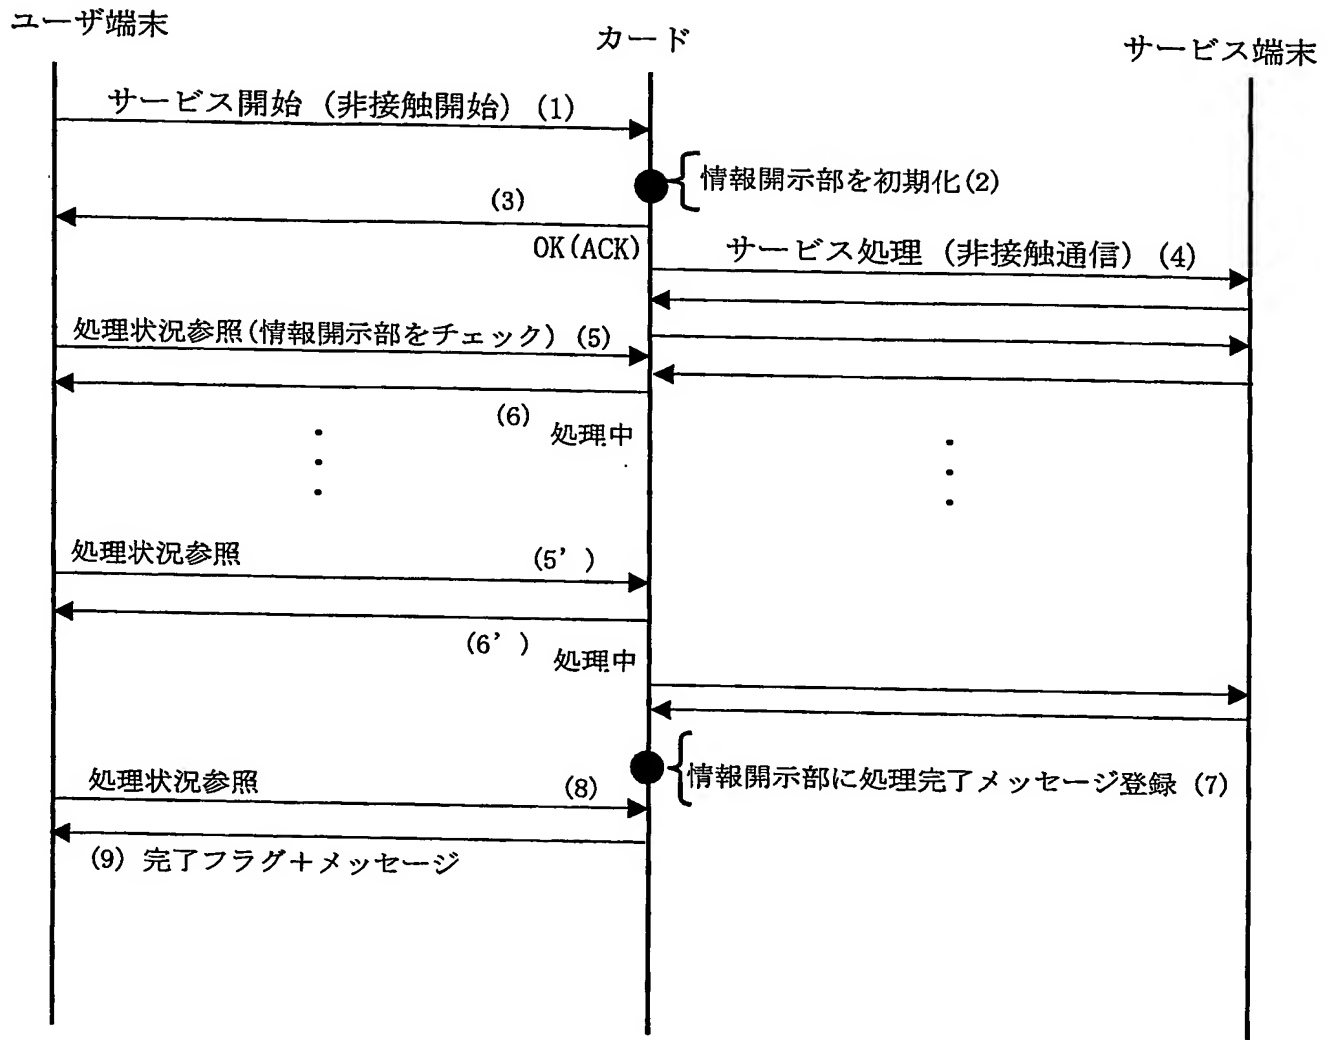 ユーザ端末
カード
サービス端末
サービス開始（非接触開始）(1)
情報開示部を初期化(2)
(3)
OK(ACK)
サービス処理（非接触通信）(4)
処理状況参照(情報開示部をチェック) (5)
(6)
処理中
処理状況参照
(5’)
(6’)
処理中
情報開示部に処理完了メッセージ登録 (7)
処理状況参照
(8)
(9) 完了フラグ＋メッセージ